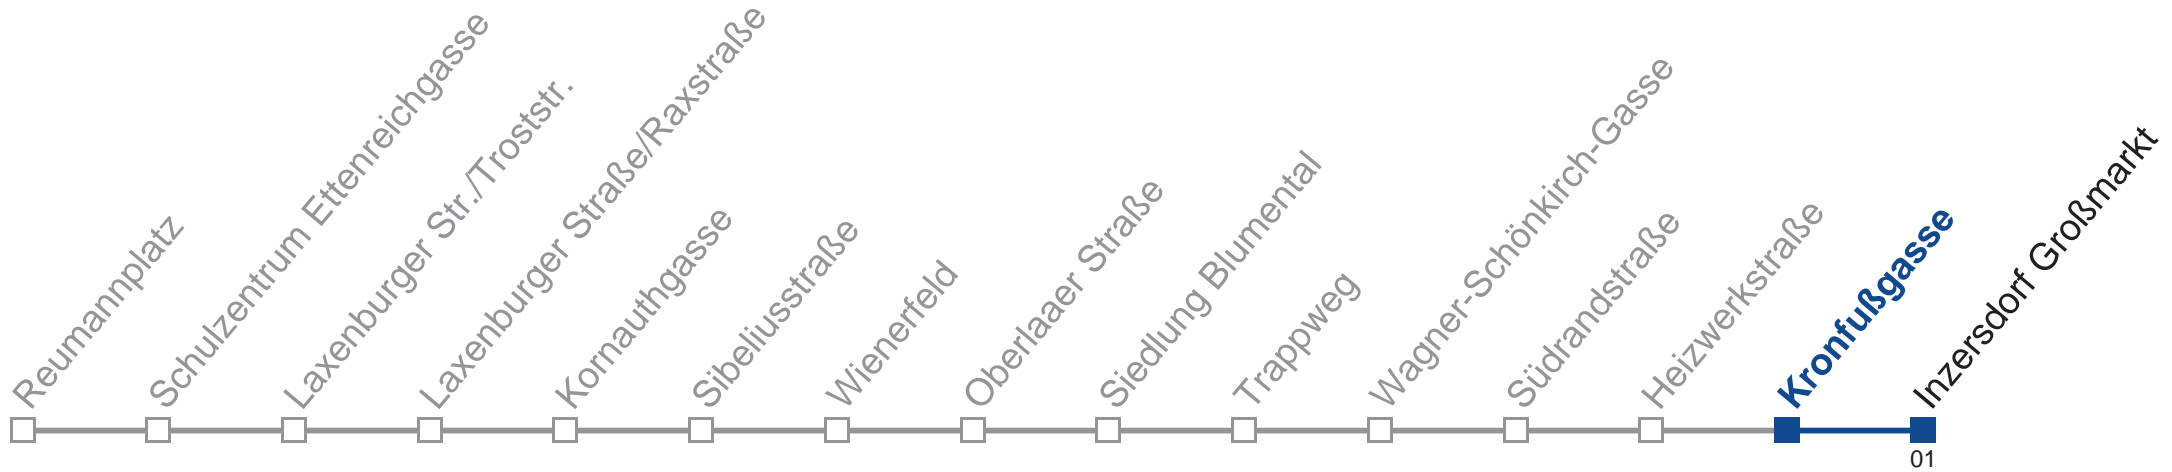 Reumannplatz
Schulzentrum Ettenreichgasse
Laxenburger Str./Troststr.
Laxenburger Straße/Raxstraße
Kornauthgasse
Sibeliusstraße
Wienerfeld
Oberlaaer Straße
Siedlung Blumental
Trappweg
Wagner-Schönkirch-Gasse
Südrandstraße
Heizwerkstraße
Kronfußgasse
Inzersdorf Großmarkt
01